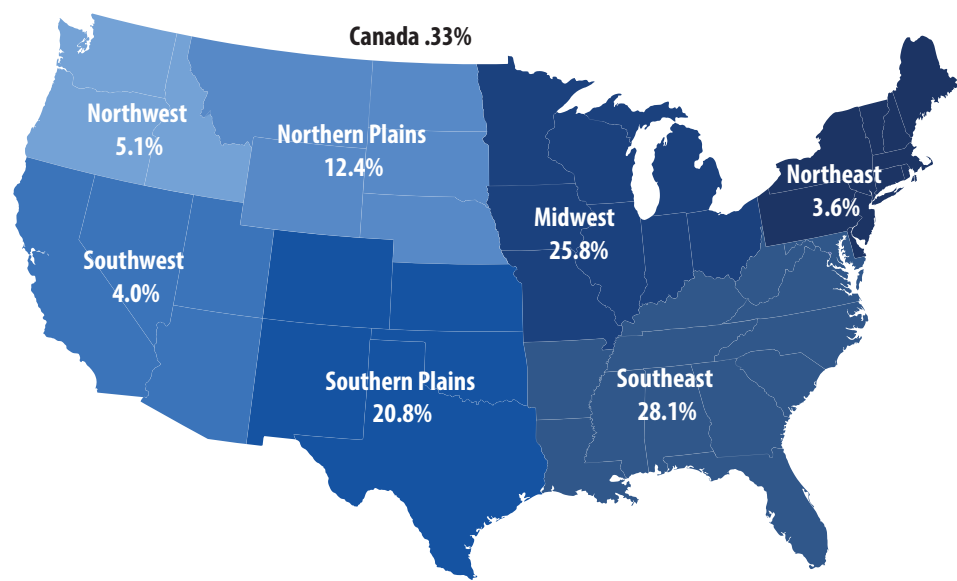 Canada .33%
Northwest
5.1%
Northern Plains
12.4%
Northeast
3.6%
Midwest
25.8%
Southwest
4.0%
Southern Plains
20.8%
Southeast
28.1%